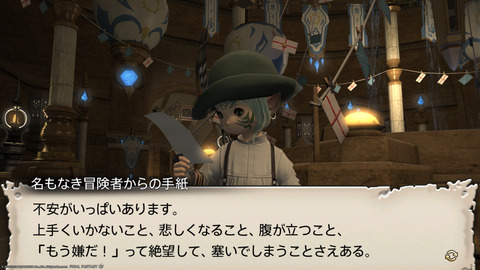 名もなき冒険者からの手紙
不安がいっぱいあります。
上手くいかないこと、悲しくなること、腹が立つこと、
「もう嫌だ！」って絶望して、塞いでしまうことさえある。
FINAL FANTASY XIV